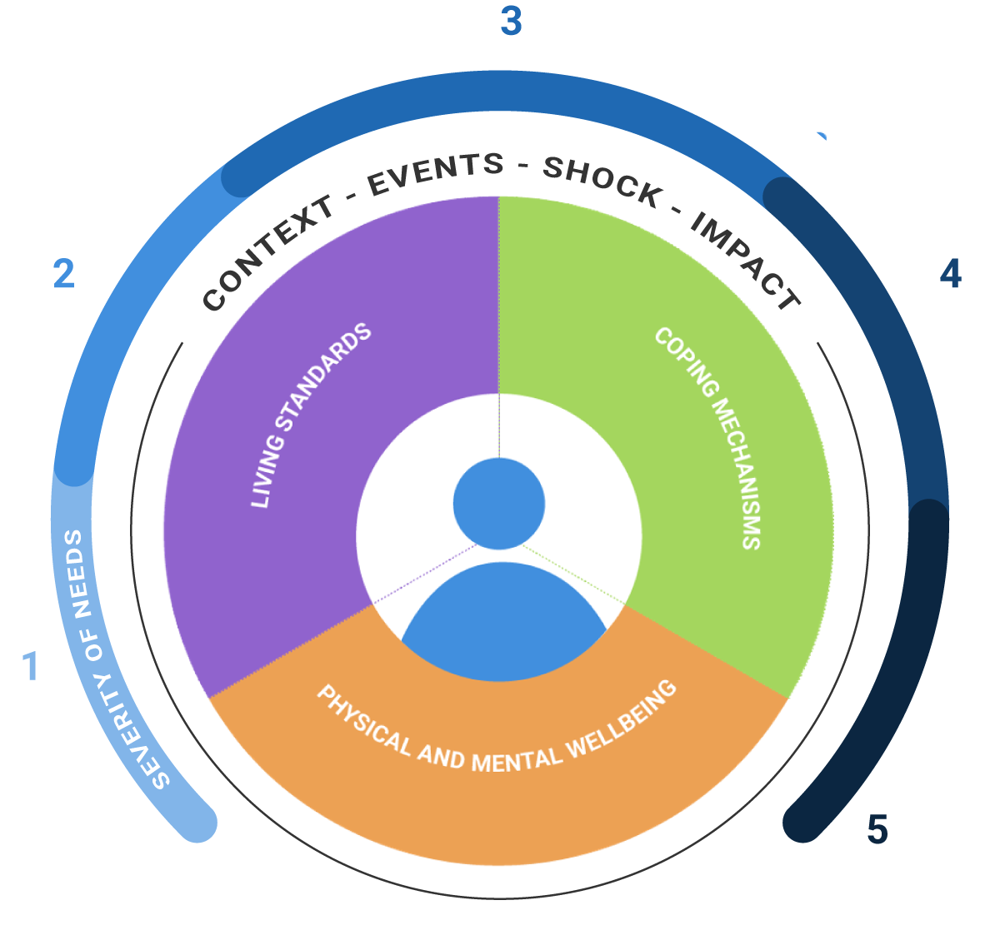 3
CONTEXT - EVENTS - SHOCK - IMPACT
2
4
LIVING STANDARDS
COPING MECHANISMS
SEVERITY OF NEEDS
1
PHYSICAL AND MENTAL WELLBEING
5